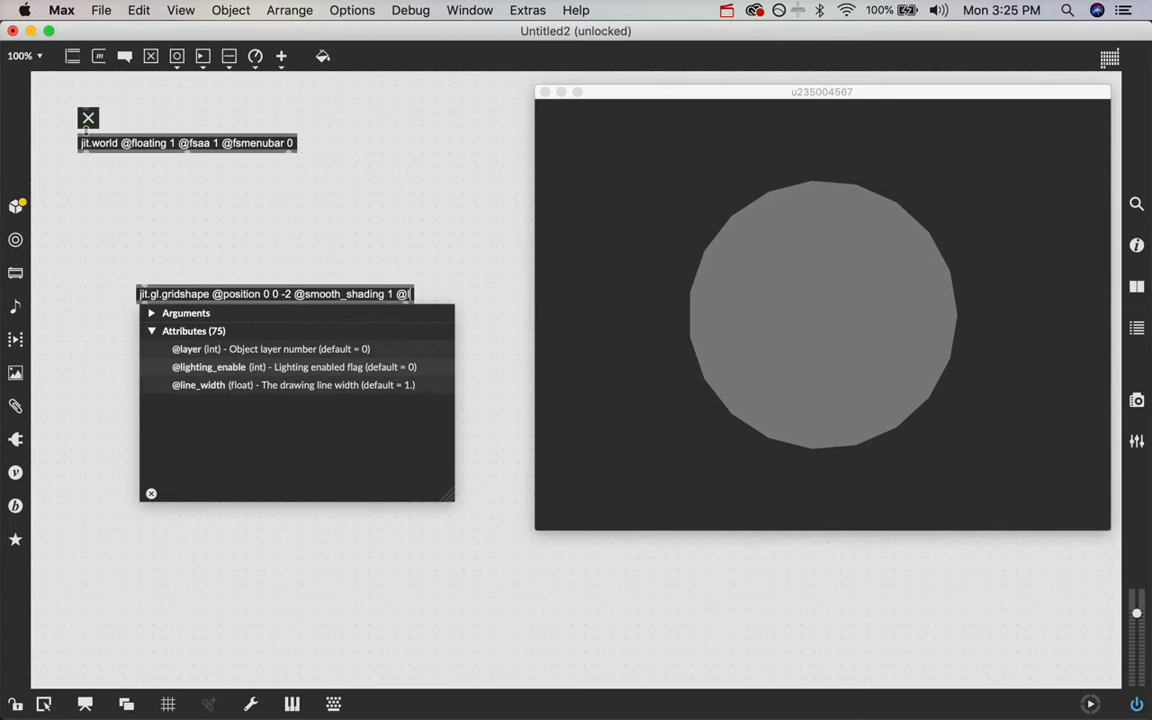 Max File Edit View Object Arrange Options Debug Window Extras Help 100% Mon 3:25 PM
Untitled2 (unlocked)
100%
u235004567
jit.world @floating 1 @fsaa 1 @fsmenubar 0
jit.gl.gridshape @position 0 0 -2 @smooth_shading 1 @l
Arguments
Attributes (75)
@layer (int) - Object layer number (default = 0)
@lighting_enable (int) - Lighting enabled flag (default = 0)
@line_width (float) - The drawing line width (default = 1.)